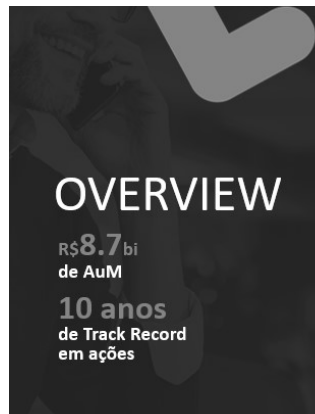 OVERVIEW
R$8.7bi
de AuM
10 anos
de Track Record
em ações